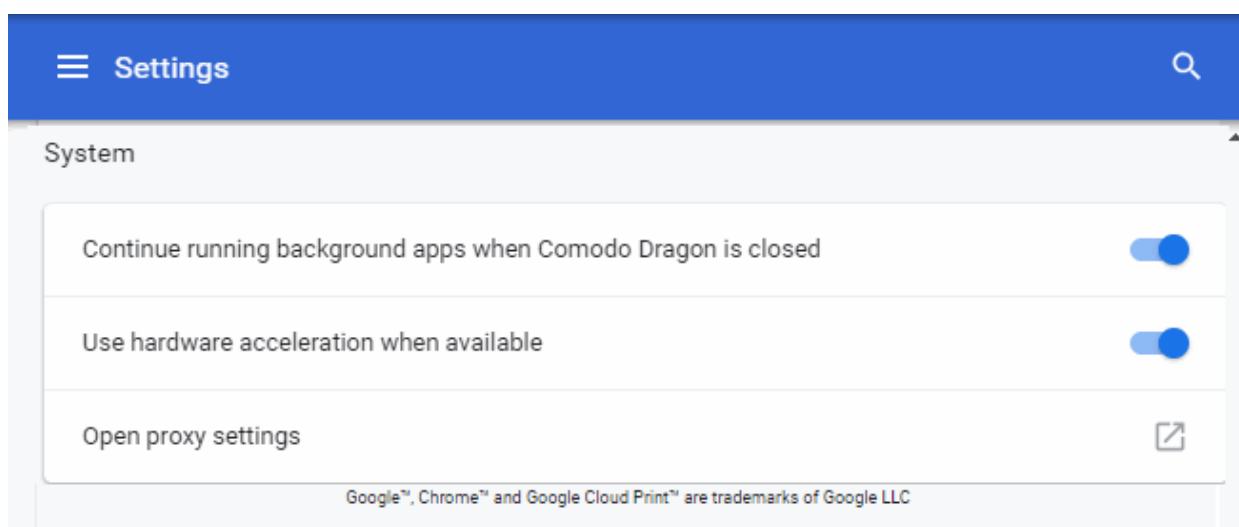 Settings
System
Continue running background apps when Comodo Dragon is closed
Use hardware acceleration when available
Open proxy settings
Google™, Chrome™ and Google Cloud Print™ are trademarks of Google LLC